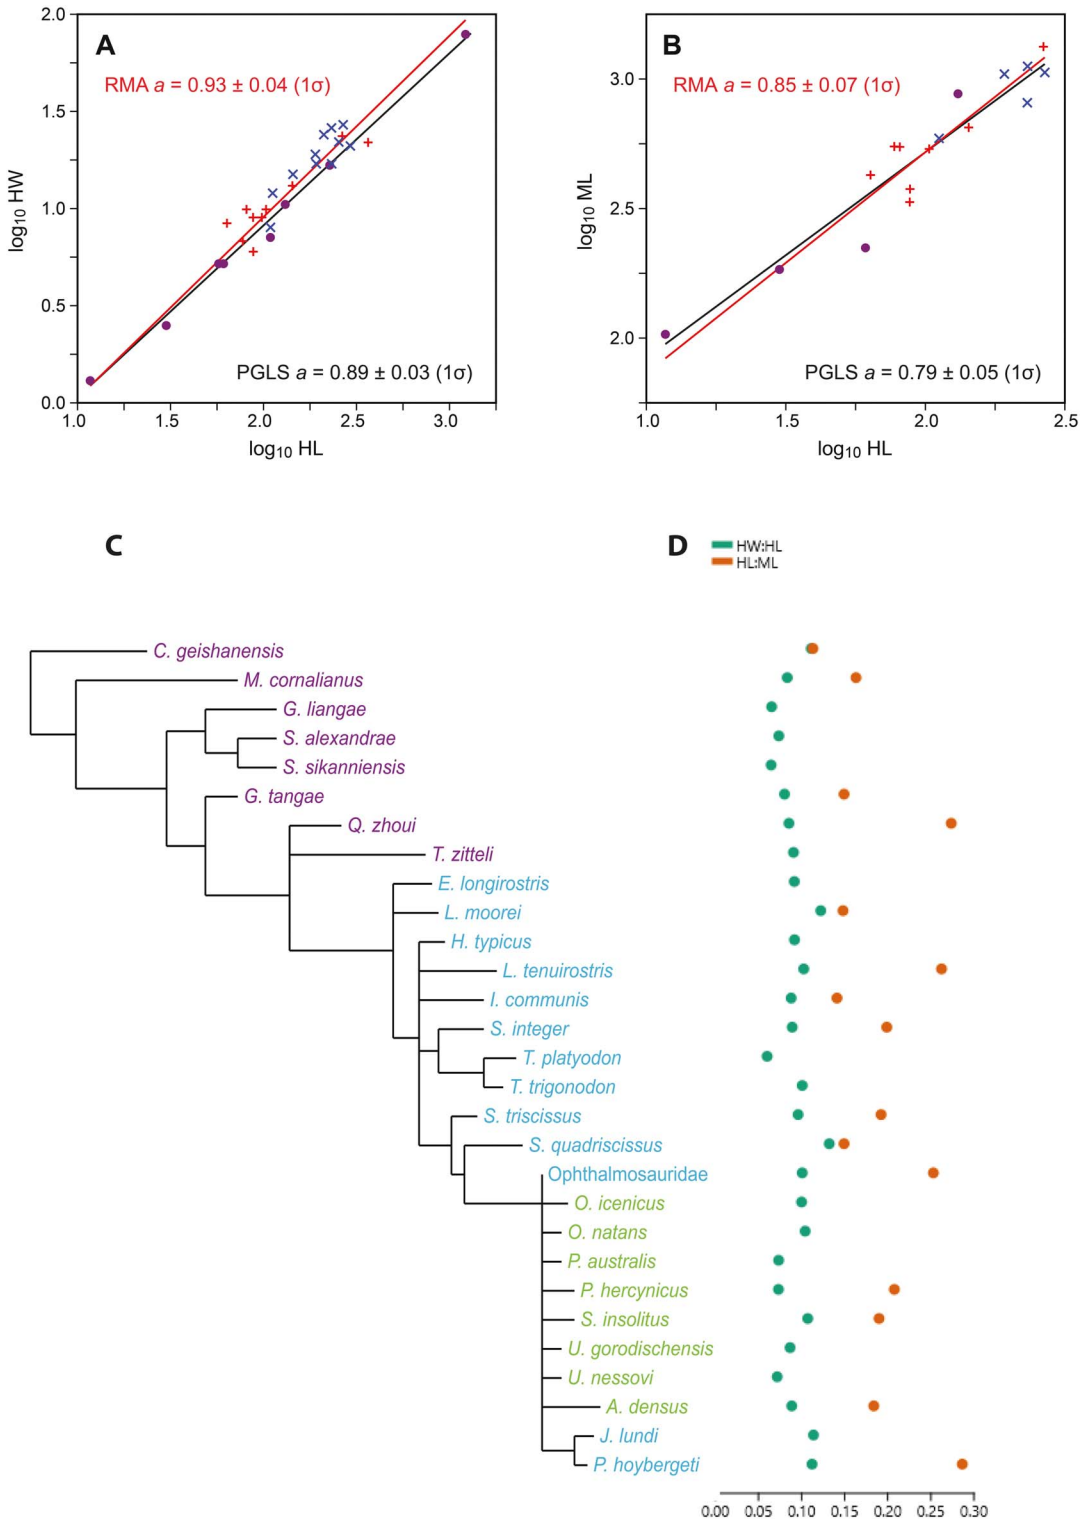 A
RMA a = 0.93 ± 0.04 (1σ)
PGLS a = 0.89 ± 0.03 (1σ)
log10 HW
2.0
1.5
1.0
0.5
0.0
1.0 1.5 2.0 2.5 3.0
log10 HL
B
RMA a = 0.85 ± 0.07 (1σ)
PGLS a = 0.79 ± 0.05 (1σ)
log10 ML
3.0
2.5
2.0
1.0 1.5 2.0 2.5
log10 HL
C
C. geishanensis
M. cornalianus
G. liangae
S. alexandrae
S. sikanniensis
G. tangae
Q. zhoui
T. zitteli
E. longirostris
L. moorei
H. typicus
L. tenuirostris
I. communis
S. integer
T. platyodon
T. trigonodon
S. triscissus
S. quadriscissus
Ophthalmosauridae
O. icenicus
O. natans
P. australis
P. hercynicus
S. insolitus
U. gorodischensis
U. nessovi
A. densus
J. lundi
P. hoybergeti
D
HW:HL
HL:ML
0.00 0.05 0.10 0.15 0.20 0.25 0.30